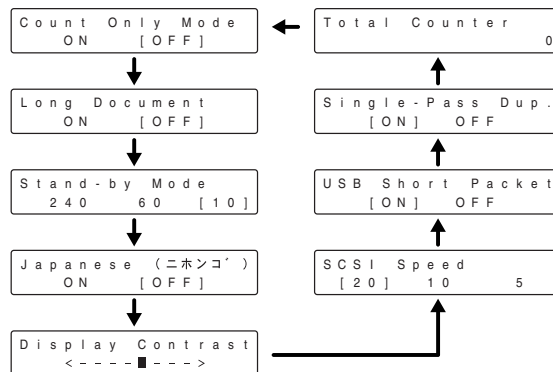 Count Only Mode
ON [OFF]
Long Document
ON [OFF]
Stand-by Mode
240 60 [10]
Japanese (ニホンゴ)
ON [OFF]
Display Contrast
<----■--->
SCSI Speed
[20] 10 5
USB Short Packet
[ON] OFF
Single-Pass Dup.
[ON] OFF
Total Counter
0